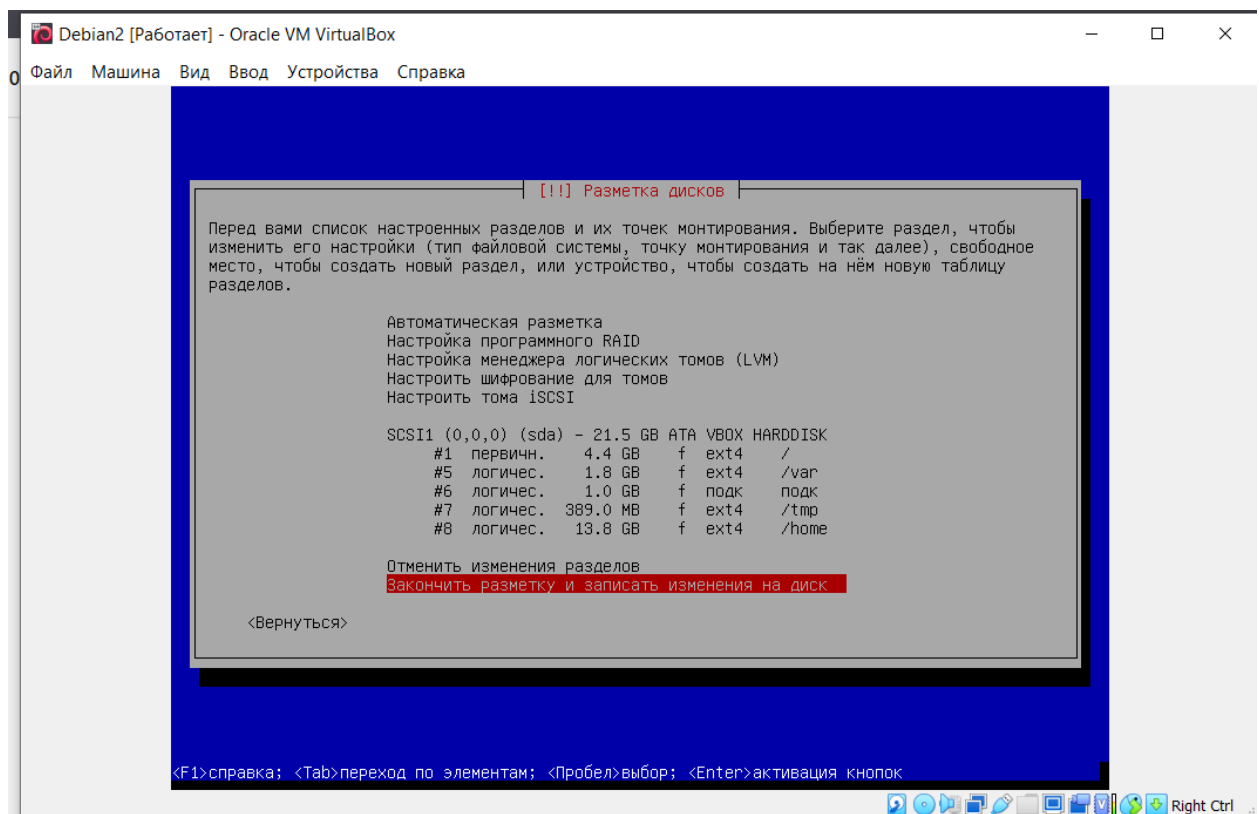 Debian2 [Работает] - Oracle VM VirtualBox
Файл Машина Вид Ввод Устройства Справка
[!!] Разметка дисков
Перед вами список настроенных разделов и их точек монтирования. Выберите раздел, чтобы
изменить его настройки (тип файловой системы, точку монтирования и так далее), свободное
место, чтобы создать новый раздел, или устройство, чтобы создать на нём новую таблицу
разделов.
Автоматическая разметка
Настройка программного RAID
Настройка менеджера логических томов (LVM)
Настроить шифрование для томов
Настроить тома iSCSI
SCSI1 (0,0,0) (sda) - 21.5 GB ATA VBOX HARDDISK
#1 первичн. 4.4 GB f ext4 /
#5 логичес. 1.8 GB f ext4 /var
#6 логичес. 1.0 GB f подк подк
#7 логичес. 389.0 MB f ext4 /tmp
#8 логичес. 13.8 GB f ext4 /home
Отменить изменения разделов
Закончить разметку и записать изменения на диск
<Вернуться>
<F1>справка; <Tab>переход по элементам; <Пробел>выбор; <Enter>активация кнопок
Right Ctrl